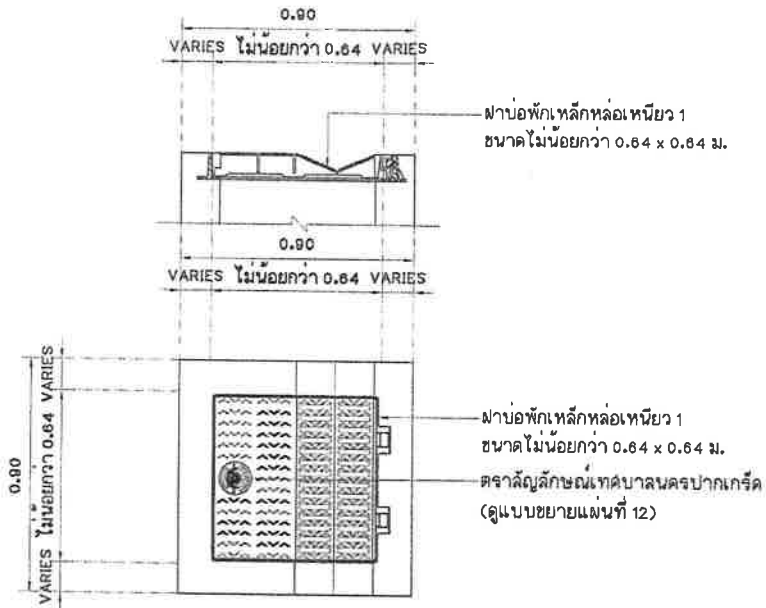 0.90
VARIES ไม่น้อยกว่า 0.64 VARIES
ฝาบ่อพักเหล็กหล่อเหนียว 1
ขนาดไม่น้อยกว่า 0.64 x 0.64 ม.
0.90
VARIES ไม่น้อยกว่า 0.64 VARIES
0.90
VARIES ไม่น้อยกว่า 0.64 VARIES
ฝาบ่อพักเหล็กหล่อเหนียว 1
ขนาดไม่น้อยกว่า 0.64 x 0.64 ม.
ตราสัญลักษณ์เทศบาลนครปากเกร็ด
(ดูแบบขยายแผ่นที่ 12)